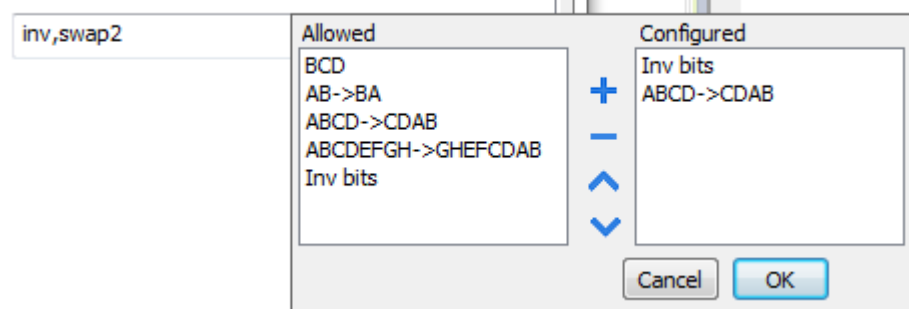 inv,swap2
Allowed
BCD
AB->BA
ABCD->CDAB
ABCDEFGH->GHEFCDAB
Inv bits
Configured
Inv bits
ABCD->CDAB
Cancel
OK